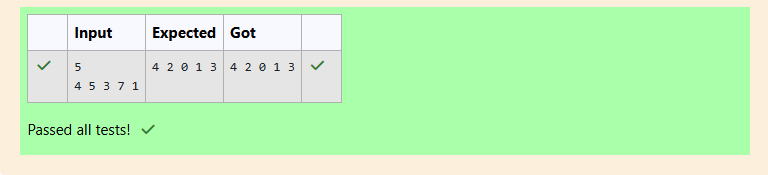 Input Expected Got
5 4 2 0 1 3 4 2 0 1 3
4 5 3 7 1
Passed all tests!